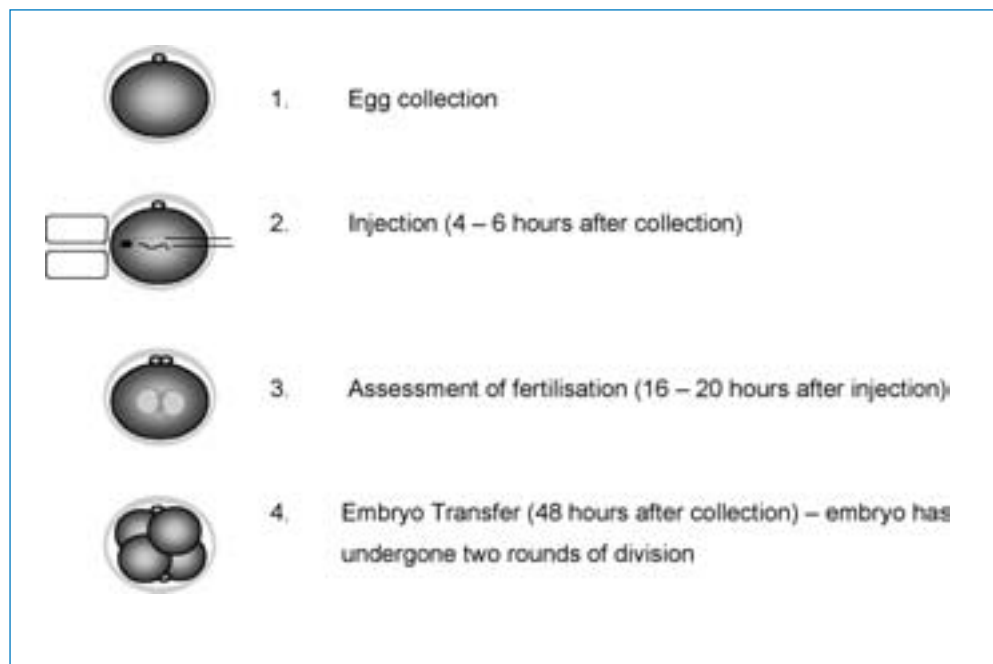 1. Egg collection
2. Injection (4 – 6 hours after collection)
3. Assessment of fertilisation (16 – 20 hours after injection)
4. Embryo Transfer (48 hours after collection) – embryo has
undergone two rounds of division